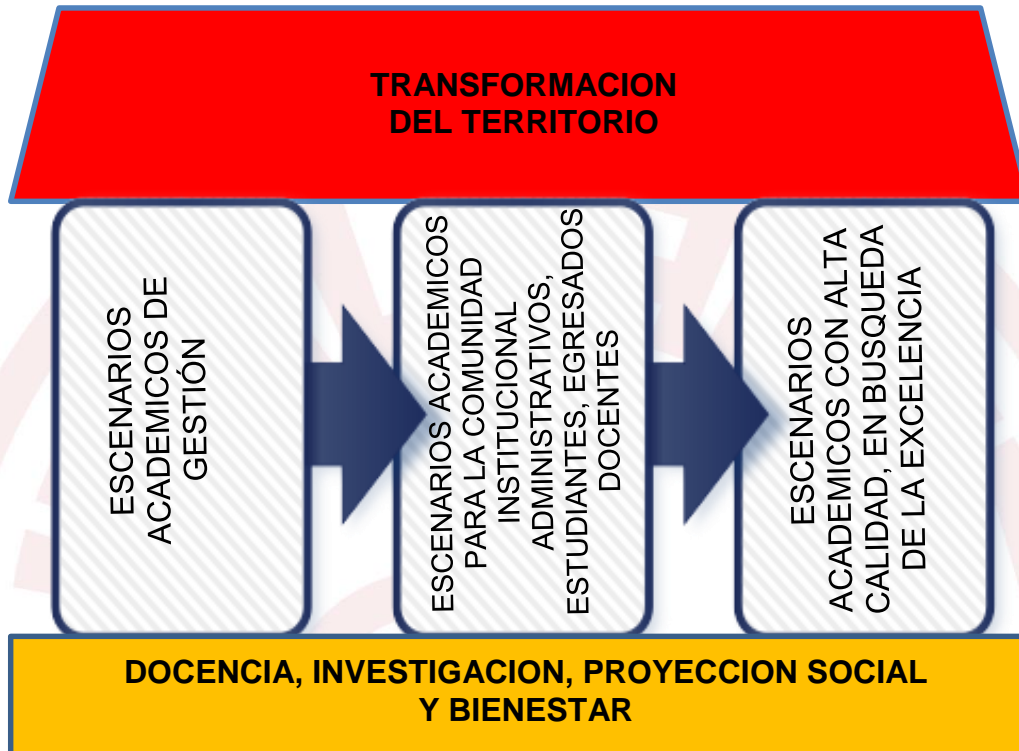 TRANSFORMACION
DEL TERRITORIO
ESCENARIOS
ACADEMICOS DE
GESTIÓN
ESCENARIOS ACADEMICOS
PARA LA COMUNIDAD
INSTITUCIONAL
ADMINISTRATIVOS,
ESTUDIANTES, EGRESADOS
DOCENTES
ESCENARIOS
ACADEMICOS CON ALTA
CALIDAD, EN BUSQUEDA
DE LA EXCELENCIA
DOCENCIA, INVESTIGACION, PROYECCION SOCIAL
Y BIENESTAR